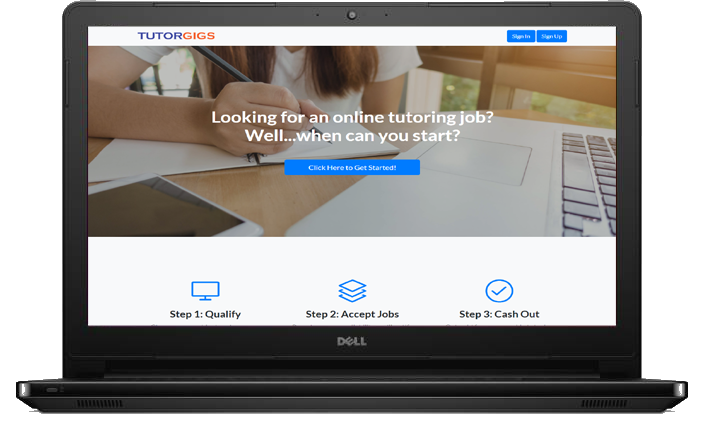 TUTORGIGS
Sign In
Sign Up
Looking for an online tutoring job?
Well...when can you start?
Click Here to Get Started!
Step 1: Qualify
Step 2: Accept Jobs
Step 3: Cash Out
DELL